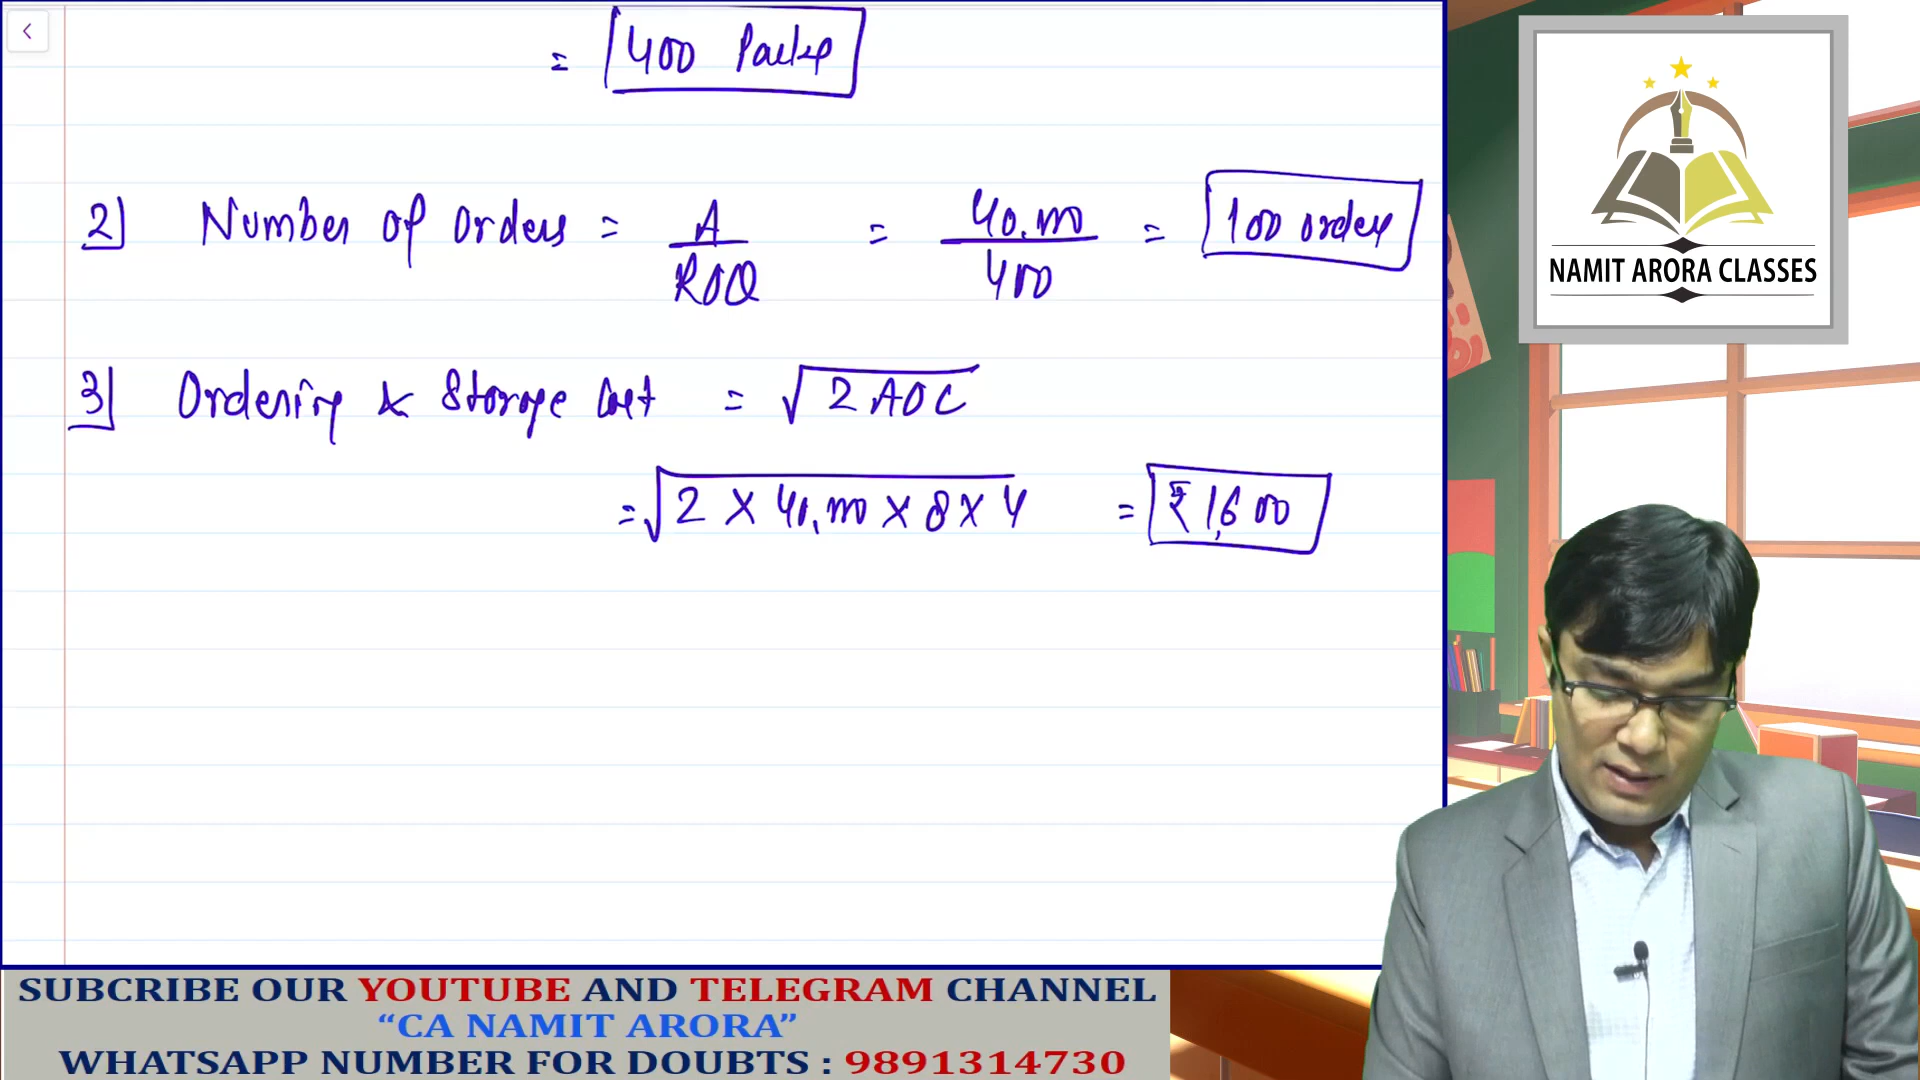 = 400 Packs
2] Number of orders = A / ROQ = 40,000 / 400 = 100 orders
3] Ordering & Storage Cost = √2AOC
= √2 X 40,000 X 8 X 4 = ₹1,600
NAMIT ARORA CLASSES
SUBCRIBE OUR YOUTUBE AND TELEGRAM CHANNEL
“CA NAMIT ARORA”
WHATSAPP NUMBER FOR DOUBTS : 9891314730